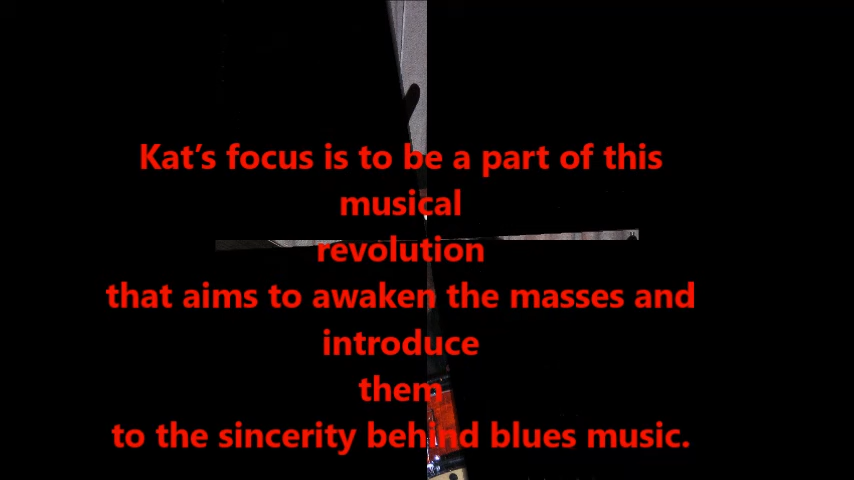 Kat’s focus is to be a part of this
musical
revolution
that aims to awaken the masses and
introduce
them
to the sincerity behind blues music.